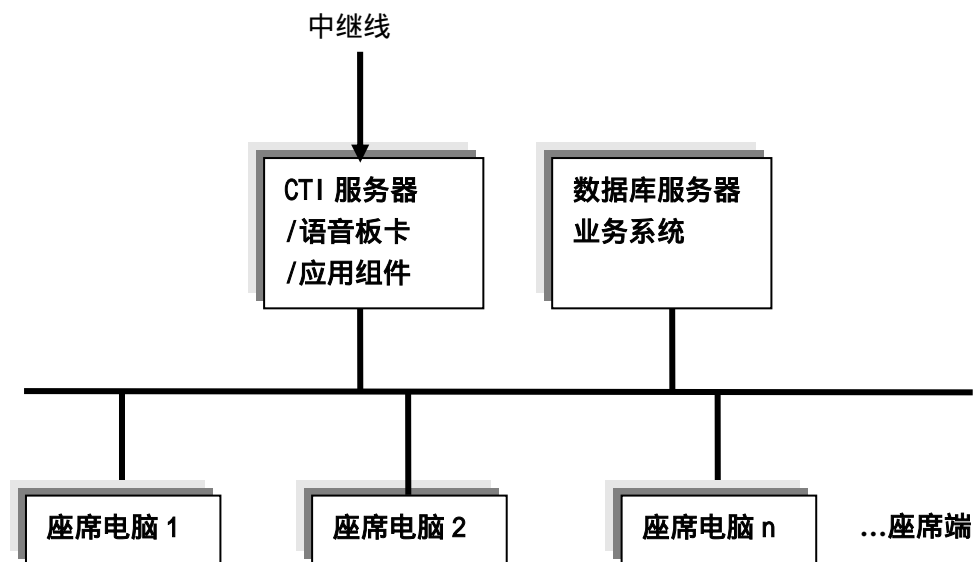 中继线
CTI 服务器
/语音板卡
/应用组件
数据库服务器
业务系统
座席电脑 1
座席电脑 2
座席电脑 n
…座席端